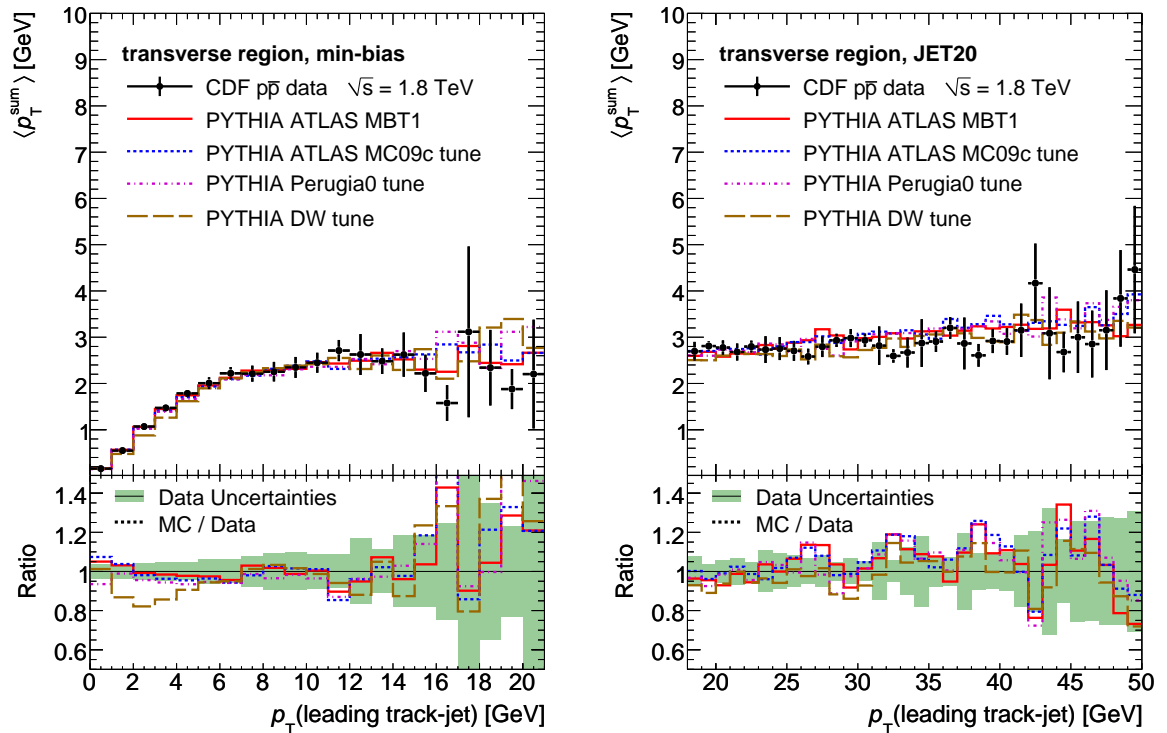 ⟨p_T^sum⟩ [GeV]
10
9
8
7
6
5
4
3
2
1
transverse region, min-bias
CDF pp̅ data √s = 1.8 TeV
PYTHIA ATLAS MBT1
PYTHIA ATLAS MC09c tune
PYTHIA Perugia0 tune
PYTHIA DW tune
Ratio
1.4
1.2
1
0.8
0.6
Data Uncertainties
MC / Data
0 2 4 6 8 10 12 14 16 18 20
p_T(leading track-jet) [GeV]
⟨p_T^sum⟩ [GeV]
10
9
8
7
6
5
4
3
2
1
transverse region, JET20
CDF pp̅ data √s = 1.8 TeV
PYTHIA ATLAS MBT1
PYTHIA ATLAS MC09c tune
PYTHIA Perugia0 tune
PYTHIA DW tune
Ratio
1.4
1.2
1
0.8
0.6
Data Uncertainties
MC / Data
20 25 30 35 40 45 50
p_T(leading track-jet) [GeV]